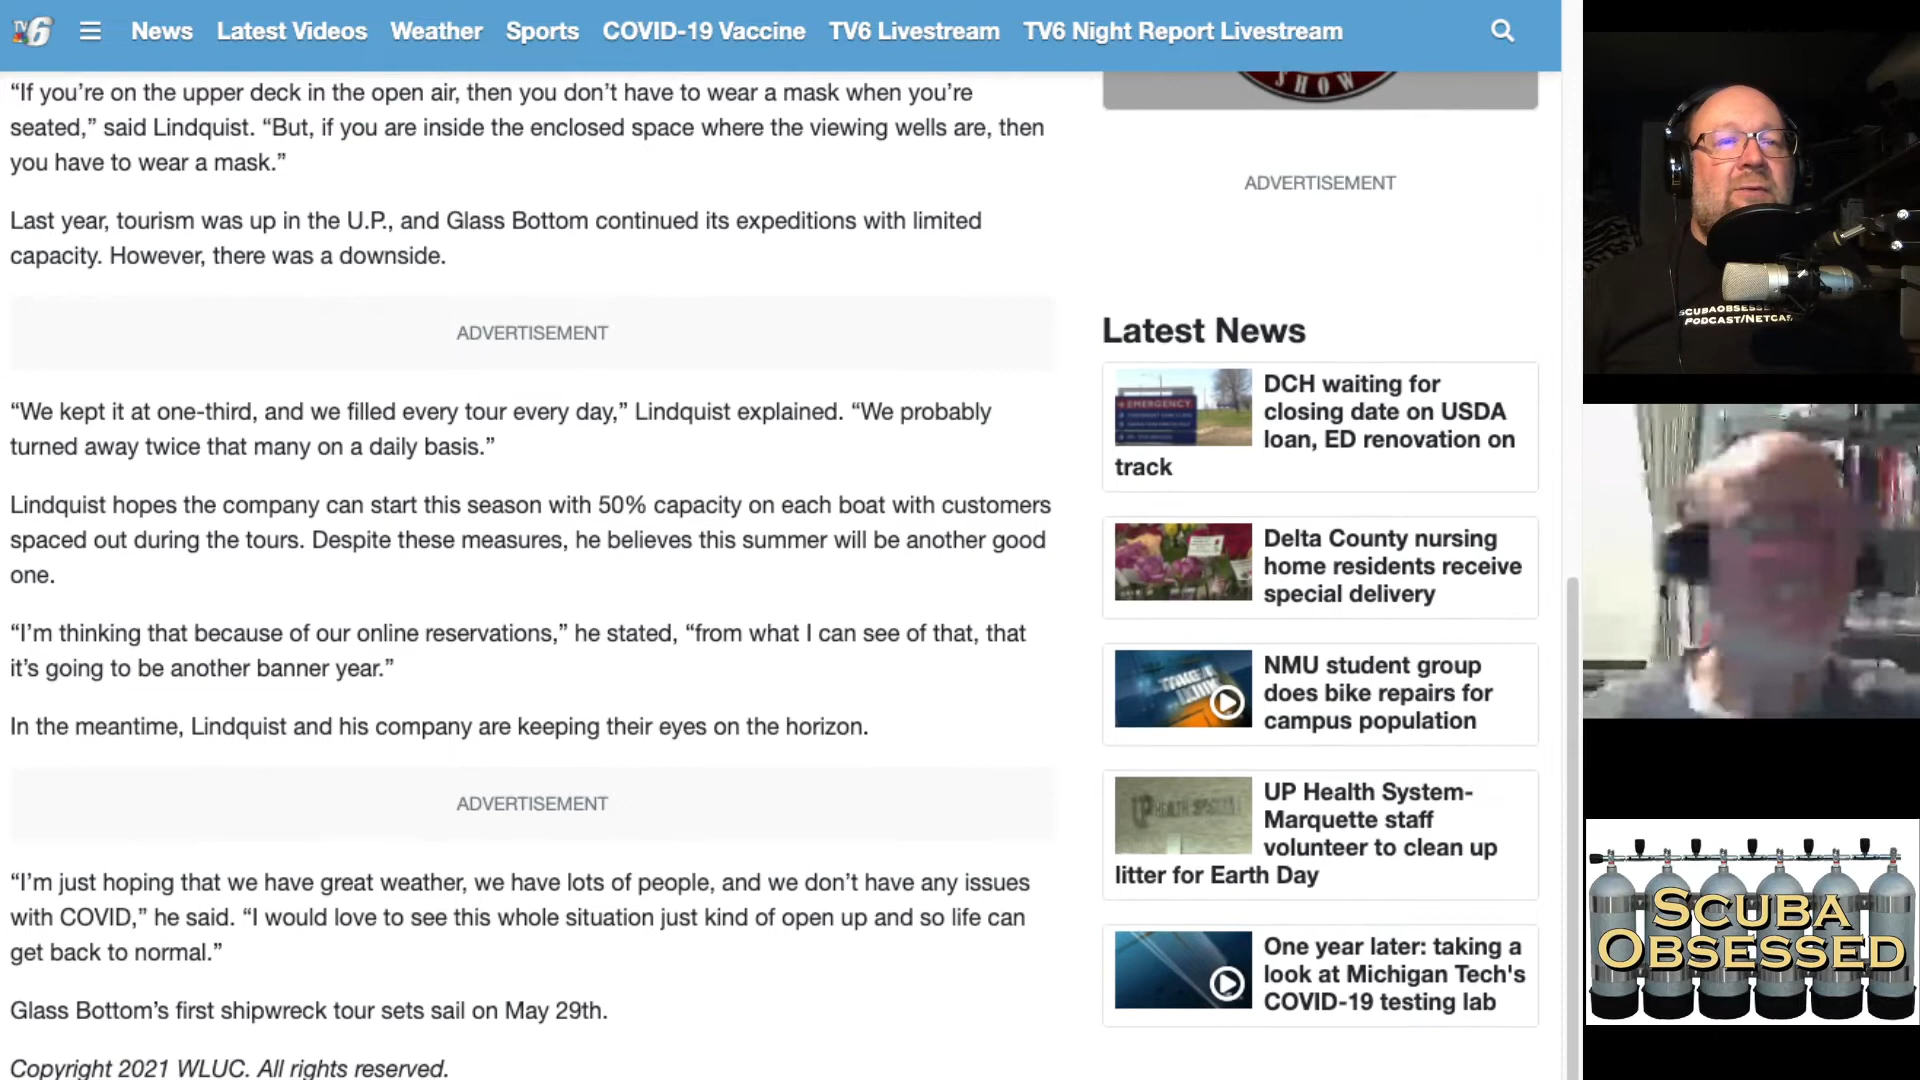 TV6
News Latest Videos Weather Sports COVID-19 Vaccine TV6 Livestream TV6 Night Report Livestream
“If you’re on the upper deck in the open air, then you don’t have to wear a mask when you’re
seated,” said Lindquist. “But, if you are inside the enclosed space where the viewing wells are, then
you have to wear a mask.”
Last year, tourism was up in the U.P., and Glass Bottom continued its expeditions with limited
capacity. However, there was a downside.
ADVERTISEMENT
“We kept it at one-third, and we filled every tour every day,” Lindquist explained. “We probably
turned away twice that many on a daily basis.”
Lindquist hopes the company can start this season with 50% capacity on each boat with customers
spaced out during the tours. Despite these measures, he believes this summer will be another good
one.
“I’m thinking that because of our online reservations,” he stated, “from what I can see of that, that
it’s going to be another banner year.”
In the meantime, Lindquist and his company are keeping their eyes on the horizon.
ADVERTISEMENT
“I’m just hoping that we have great weather, we have lots of people, and we don’t have any issues
with COVID,” he said. “I would love to see this whole situation just kind of open up and so life can
get back to normal.”
Glass Bottom’s first shipwreck tour sets sail on May 29th.
Copyright 2021 WLUC. All rights reserved.
SHOW
ADVERTISEMENT
Latest News
EMERGENCY
DCH waiting for
closing date on USDA
loan, ED renovation on
track
Delta County nursing
home residents receive
special delivery
NMU student group
does bike repairs for
campus population
UP HEALTH SYSTEM
UP Health System-
Marquette staff
volunteer to clean up
litter for Earth Day
One year later: taking a
look at Michigan Tech's
COVID-19 testing lab
SCUBAOBSESSE
PODCAST/NETCAS
SCUBA
OBSESSED